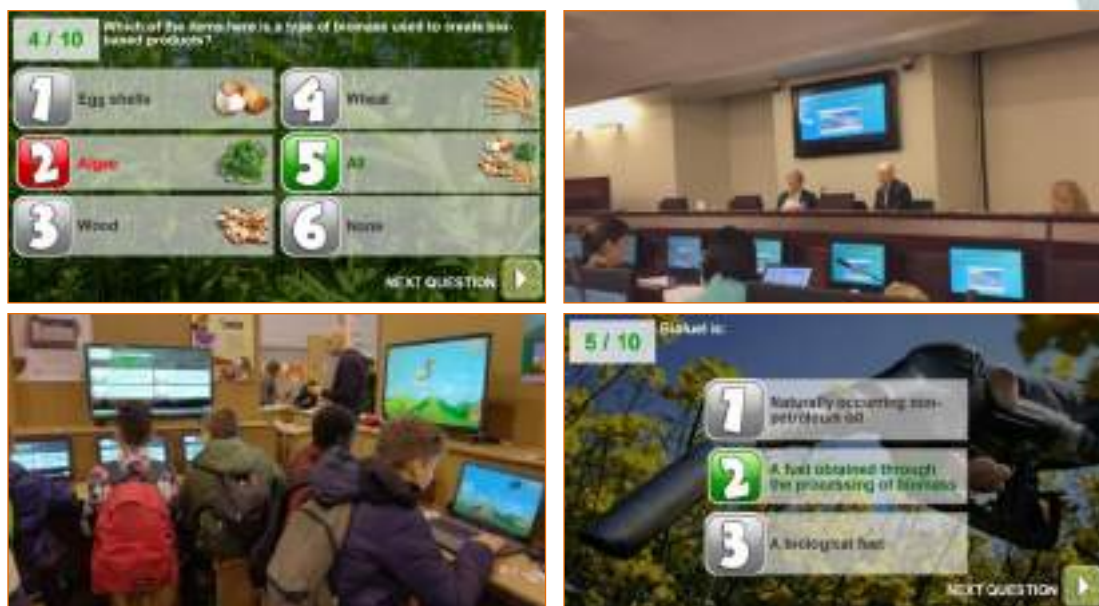 4 / 10
Which of the items here is a type of biomass used to create bio-
based products?
1
Egg shells
2
Algae
3
Wood
4
Wheat
5
All
6
None
NEXT QUESTION
5 / 10
Biofuel is:
1
Naturally occurring non-
petroleum oil
2
A fuel obtained through
the processing of biomass
3
A biological fuel
NEXT QUESTION